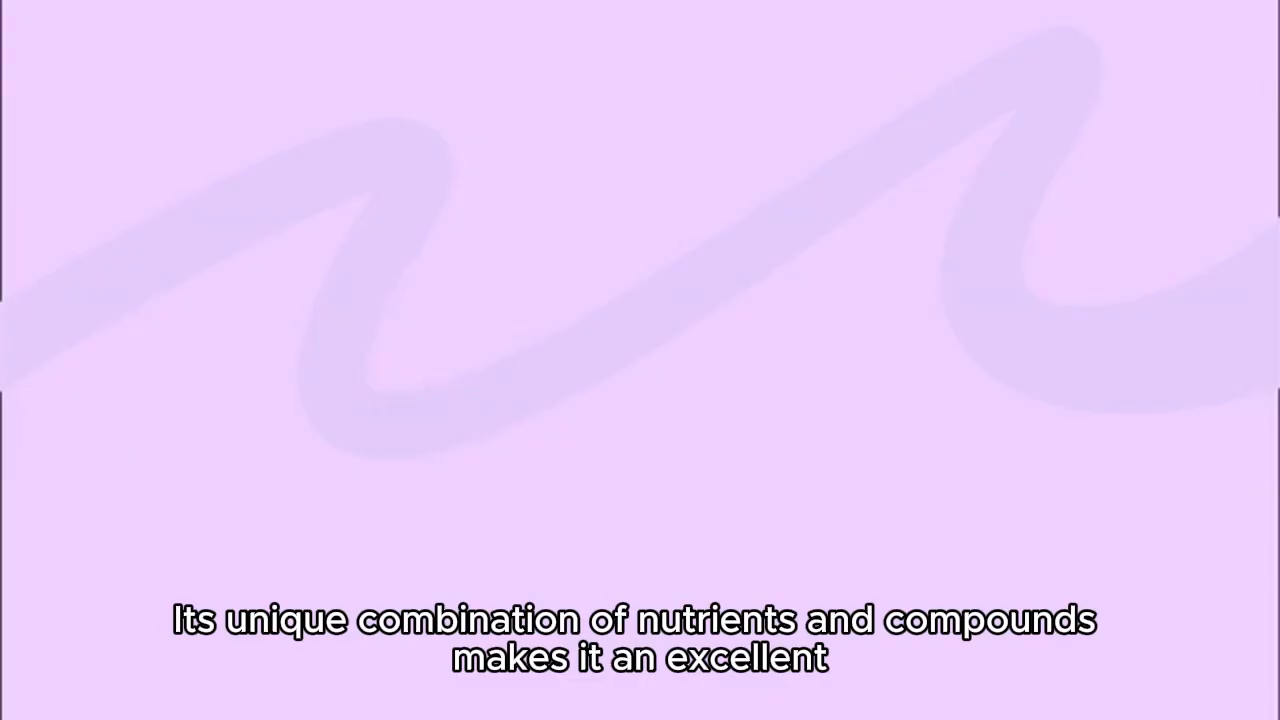 Its unique combination of nutrients and compounds
makes it an excellent